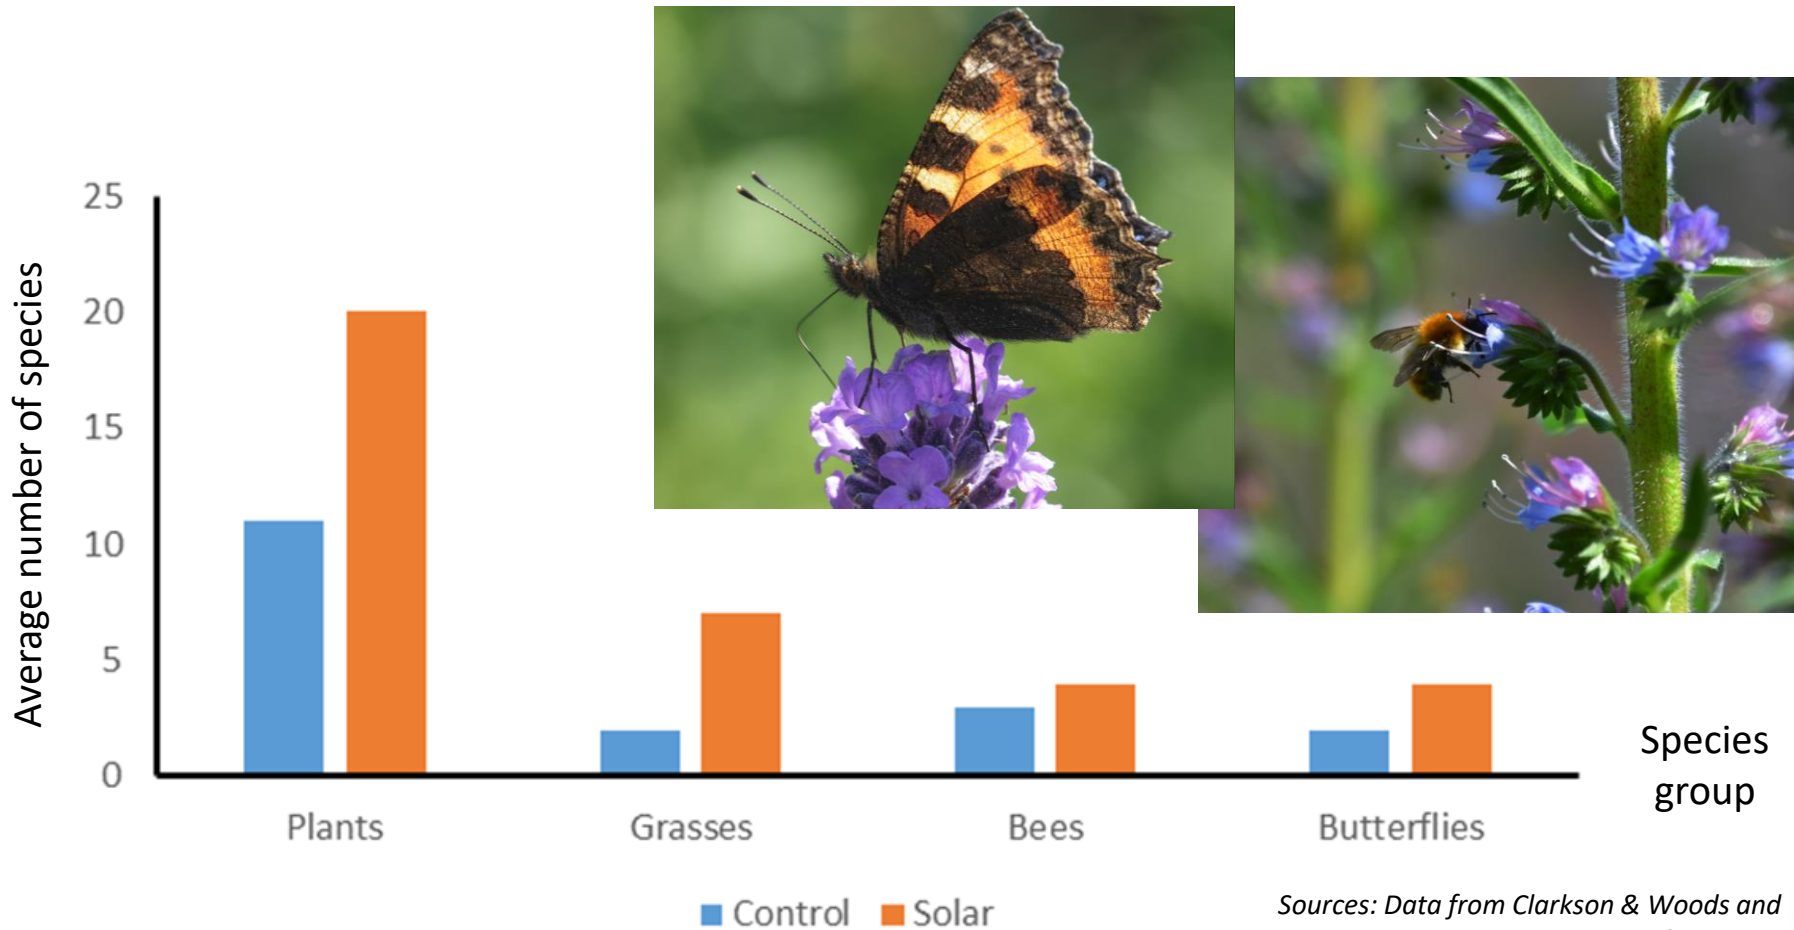 Average number of species
25
20
15
10
5
0
Plants
Grasses
Bees
Butterflies
Species
group
Control
Solar
Sources: Data from Clarkson & Woods and